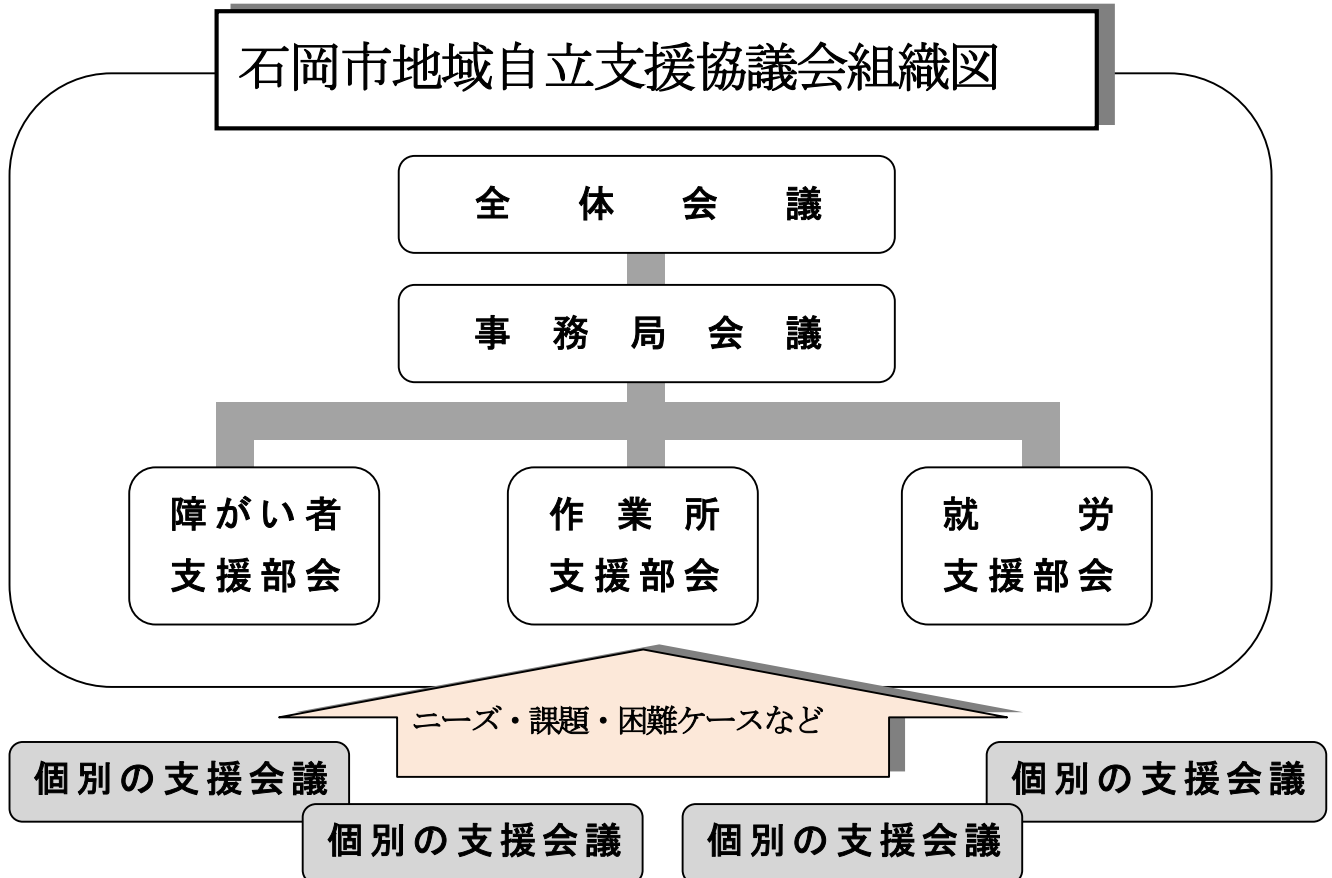 石岡市地域自立支援協議会組織図
全体会議
事務局会議
障がい者
支援部会
作業所
支援部会
就労
支援部会
ニーズ・課題・困難ケースなど
個別の支援会議
個別の支援会議
個別の支援会議
個別の支援会議